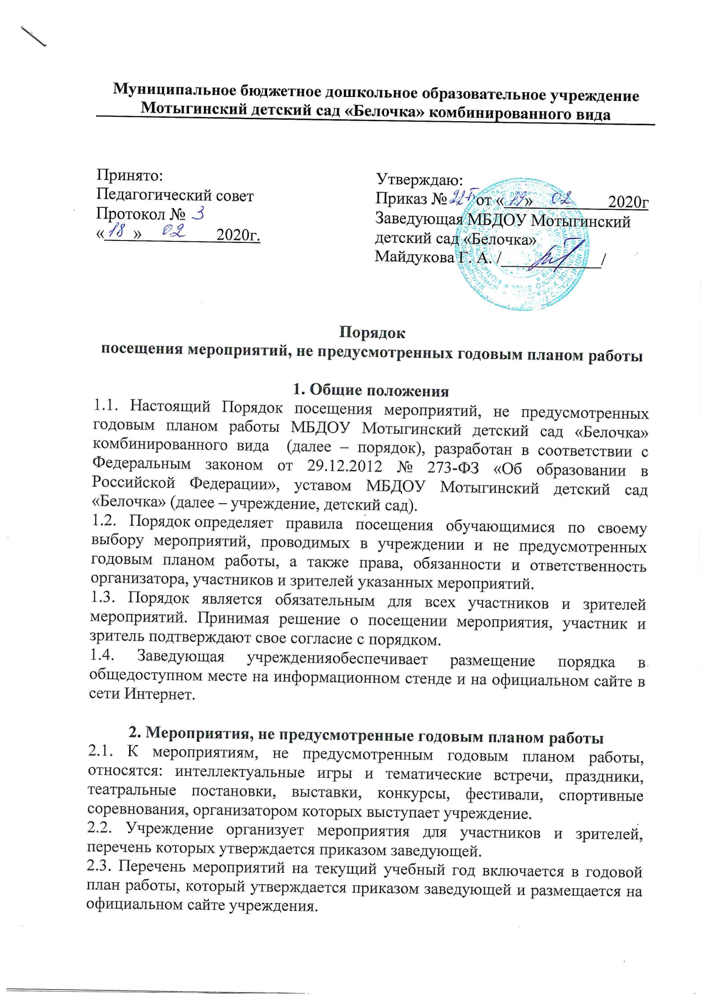 Муниципальное бюджетное дошкольное образовательное учреждение
Мотыгинский детский сад «Белочка» комбинированного вида
Принято:
Педагогический совет
Протокол № 3
«18» 02 2020г.
Утверждаю:
Приказ № 22-Б от «19» 02 2020г
Заведующая МБДОУ Мотыгинский
детский сад «Белочка»
Майдукова Г. А. / /
Порядок
посещения мероприятий, не предусмотренных годовым планом работы
1. Общие положения
1.1. Настоящий Порядок посещения мероприятий, не предусмотренных
годовым планом работы МБДОУ Мотыгинский детский сад «Белочка»
комбинированного вида (далее – порядок), разработан в соответствии с
Федеральным законом от 29.12.2012 № 273-ФЗ «Об образовании в
Российской Федерации», уставом МБДОУ Мотыгинский детский сад
«Белочка» (далее – учреждение, детский сад).
1.2. Порядок определяет правила посещения обучающимися по своему
выбору мероприятий, проводимых в учреждении и не предусмотренных
годовым планом работы, а также права, обязанности и ответственность
организатора, участников и зрителей указанных мероприятий.
1.3. Порядок является обязательным для всех участников и зрителей
мероприятий. Принимая решение о посещении мероприятия, участник и
зритель подтверждают свое согласие с порядком.
1.4. Заведующая учрежденияобеспечивает размещение порядка в
общедоступном месте на информационном стенде и на официальном сайте в
сети Интернет.
2. Мероприятия, не предусмотренные годовым планом работы
2.1. К мероприятиям, не предусмотренным годовым планом работы,
относятся: интеллектуальные игры и тематические встречи, праздники,
театральные постановки, выставки, конкурсы, фестивали, спортивные
соревнования, организатором которых выступает учреждение.
2.2. Учреждение организует мероприятия для участников и зрителей,
перечень которых утверждается приказом заведующей.
2.3. Перечень мероприятий на текущий учебный год включается в годовой
план работы, который утверждается приказом заведующей и размещается на
официальном сайте учреждения.